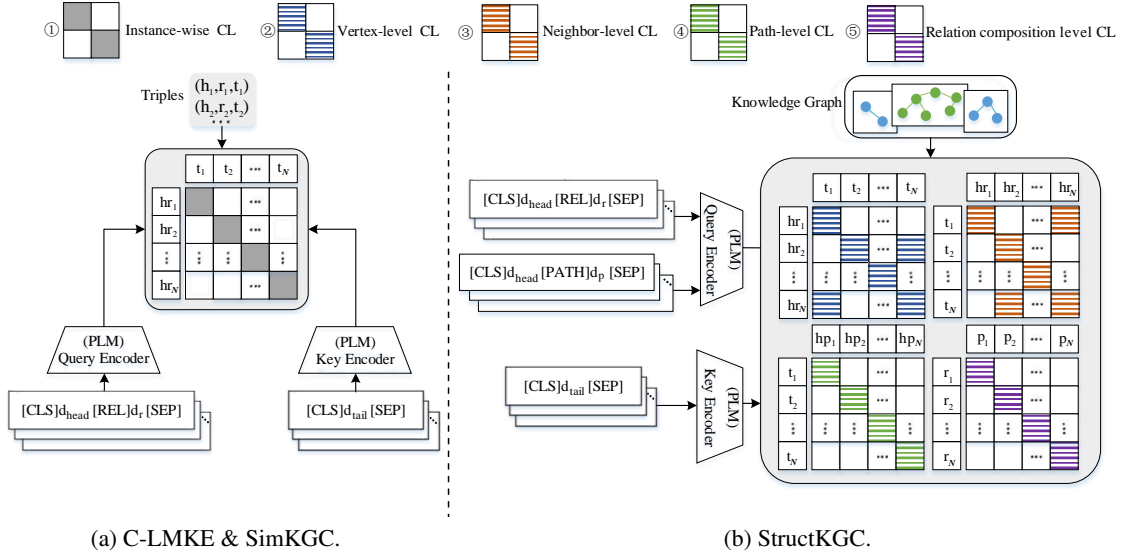 ① Instance-wise CL ② Vertex-level CL ③ Neighbor-level CL ④ Path-level CL ⑤ Relation composition level CL
Triples
(h1,r1,t1)
(h2,r2,t2)
...
t1 t2 ... tN
hr1
hr2 ...
⋮ ⋮ ⋮ ⋮
hrN ...
(PLM)
Query Encoder
(PLM)
Key Encoder
[CLS]dhead [REL]dr [SEP]
...
[CLS]dtail [SEP]
...
(a) C-LMKE & SimKGC.
Knowledge Graph
[CLS]dhead [REL]dr [SEP]
...
[CLS]dhead [PATH]dp [SEP]
...
(PLM)
Query Encoder
[CLS]dtail [SEP]
...
(PLM)
Key Encoder
t1 t2 ... tN
hr1 ...
hr2 ...
⋮ ⋮ ⋮ ⋮
hrN ...
hr1 hr2 ... hrN
t1 ...
t2 ...
⋮ ⋮ ⋮ ⋮
tN ...
hp1 hp2 ... hpN
t1 ...
t2 ...
⋮ ⋮ ⋮ ⋮
tN ...
p1 p2 ... pN
r1 ...
r2 ...
⋮ ⋮ ⋮ ⋮
rN ...
(b) StructKGC.